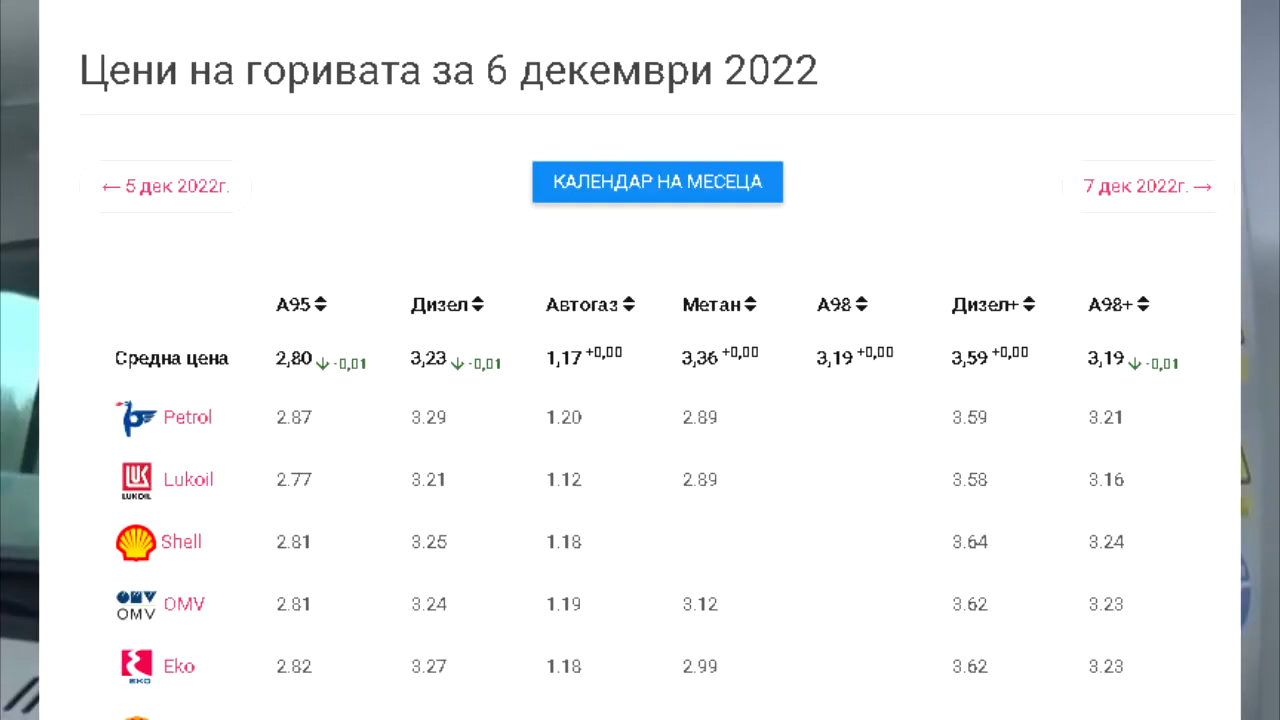 Цени на горивата за 6 декември 2022
← 5 дек 2022г. КАЛЕНДАР НА МЕСЕЦА 7 дек 2022г. →
A95 Дизел Автогаз Метан A98 Дизел+ A98+
Средна цена 2,80 -0,01 3,23 -0,01 1,17 +0,00 3,36 +0,00 3,19 +0,00 3,59 +0,00 3,19 -0,01
Petrol 2.87 3.29 1.20 2.89 3.59 3.21
LUKOIL Lukoil 2.77 3.21 1.12 2.89 3.58 3.16
Shell 2.81 3.25 1.18 3.64 3.24
OMV OMV 2.81 3.24 1.19 3.12 3.62 3.23
EKO Eko 2.82 3.27 1.18 2.99 3.62 3.23